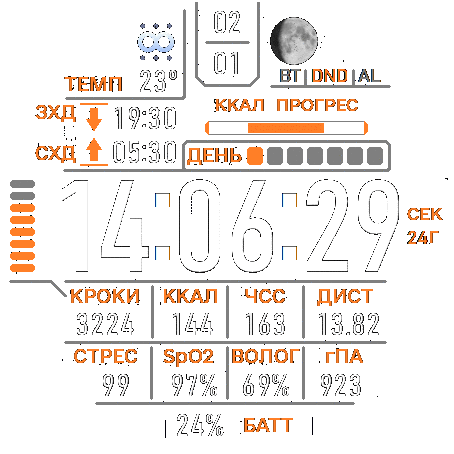 02
01
ТЕМП 23°
BT | DND | AL
ККАЛ ПРОГРЕС
ЗХД 19:30
СХД 05:30
ДЕНЬ
14:06:29
СЕК
24Г
КРОКИ ККАЛ ЧСС ДИСТ
3224 144 163 13.82
СТРЕС SpO2 ВОЛОГ гПА
99 97% 69% 923
24% БАТТ